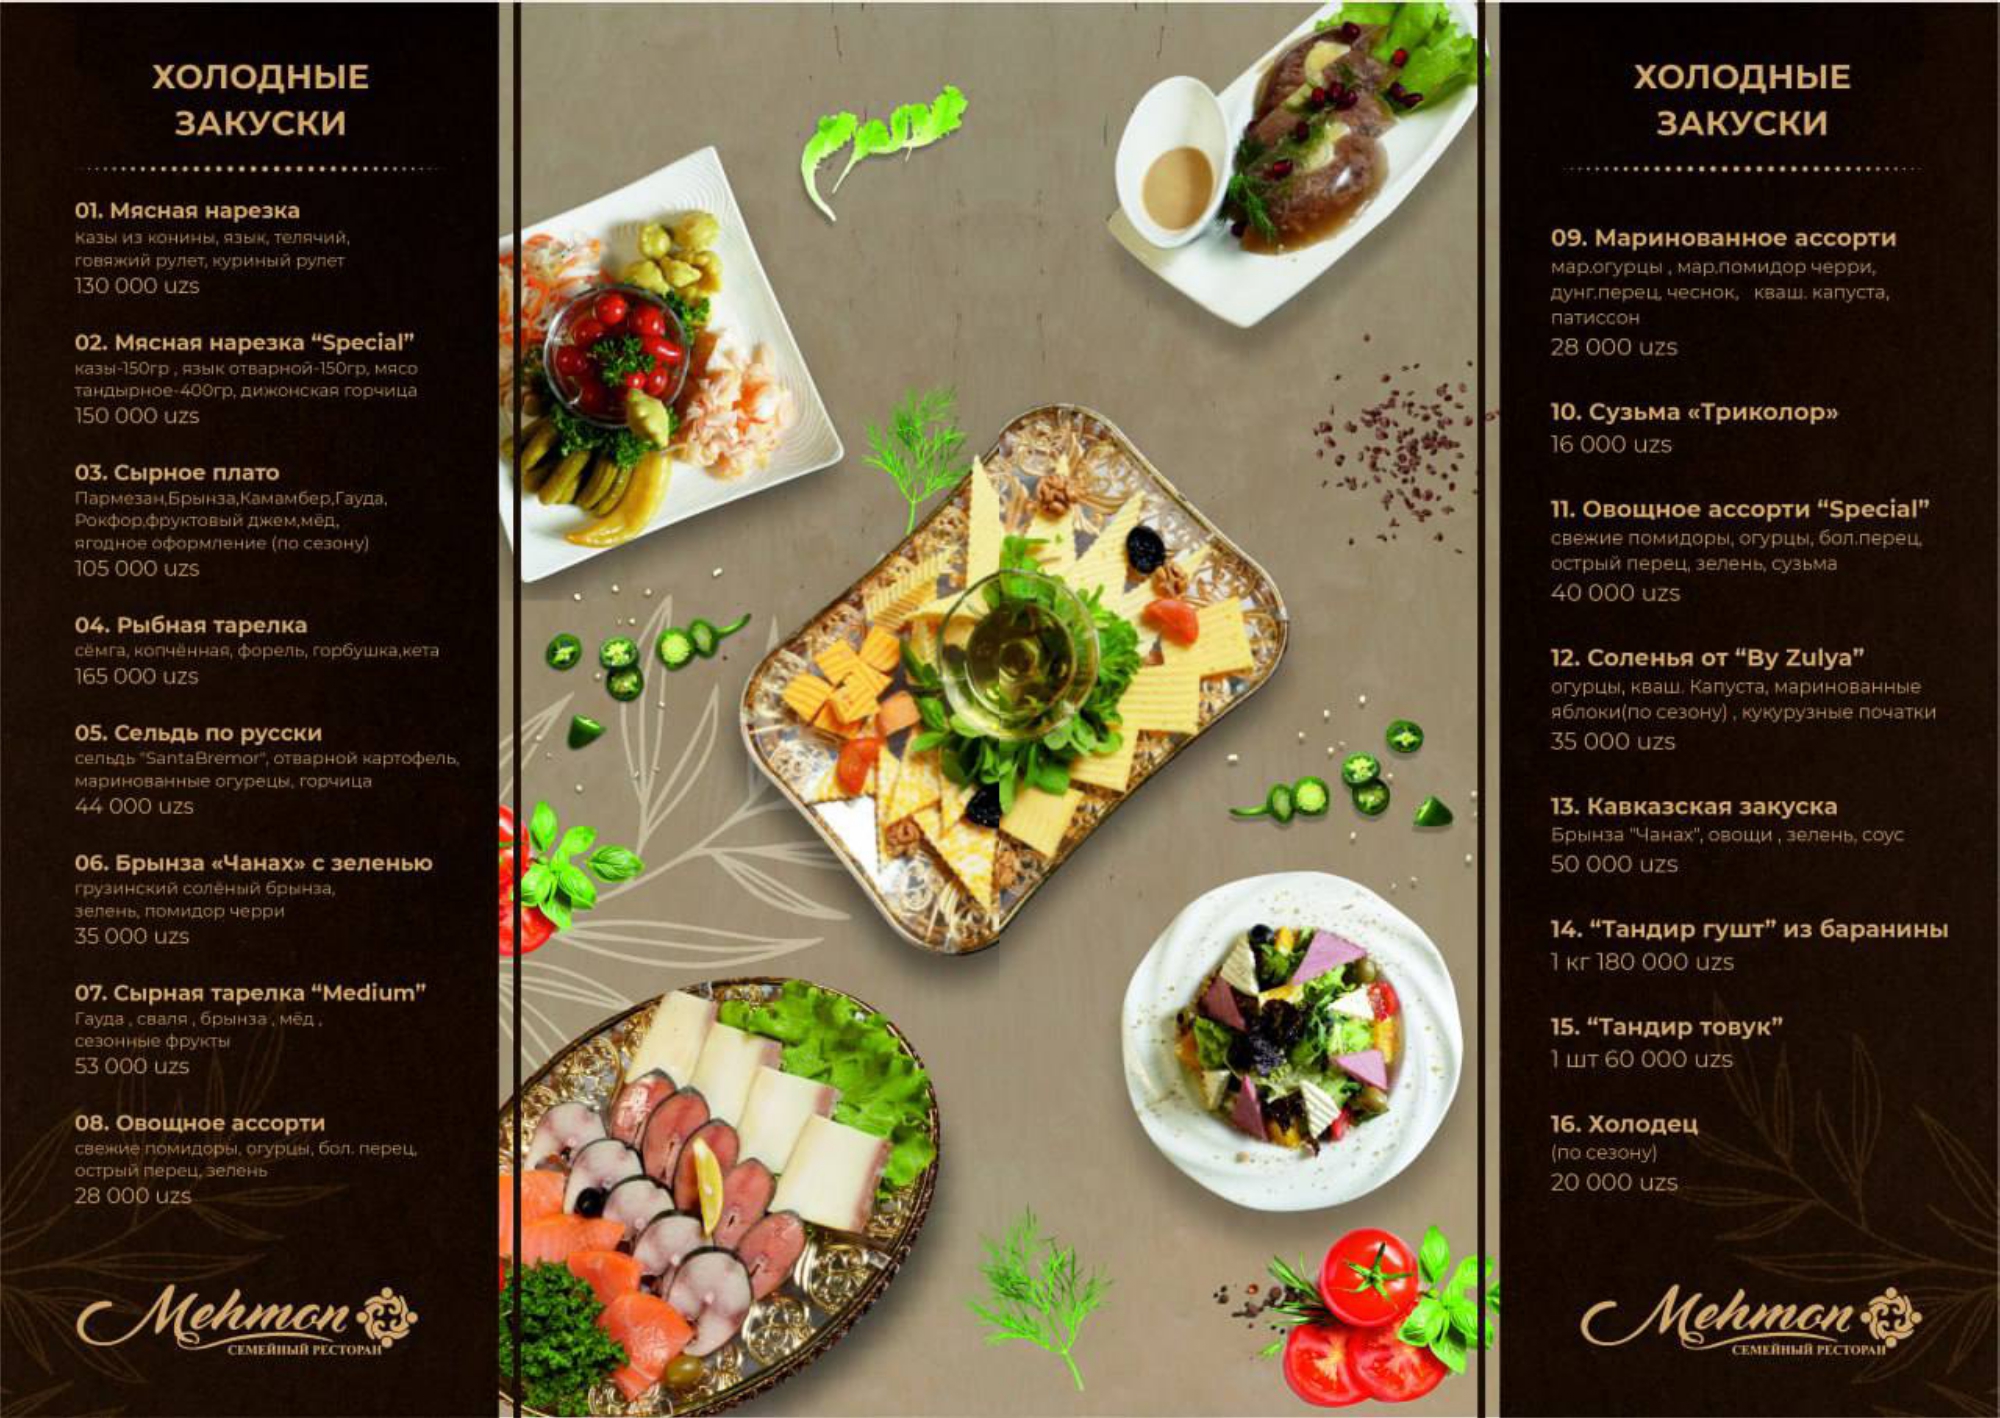 ХОЛОДНЫЕ
ЗАКУСКИ
01. Мясная нарезка
Казы из конины, язык, телячий,
говяжий рулет, куриный рулет
130 000 uzs
02. Мясная нарезка “Special”
казы-150гр , язык отварной-150гр, мясо
тандырное-400гр, дижонская горчица
150 000 uzs
03. Сырное плато
Пармезан,Брынза,Камамбер,Гауда,
Рокфор,фруктовый джем,мёд,
ягодное оформление (по сезону)
105 000 uzs
04. Рыбная тарелка
сёмга, копчённая, форель, горбушка,кета
165 000 uzs
05. Сельдь по русски
сельдь "SantaBremor", отварной картофель,
маринованные огурецы, горчица
44 000 uzs
06. Брынза «Чанах» с зеленью
грузинский солёный брынза,
зелень, помидор черри
35 000 uzs
07. Сырная тарелка “Medium”
Гауда , сваля , брынза , мёд ,
сезонные фрукты
53 000 uzs
08. Овощное ассорти
свежие помидоры, огурцы, бол. перец,
острый перец, зелень
28 000 uzs
Mehmon
СЕМЕЙНЫЙ РЕСТОРАН
ХОЛОДНЫЕ
ЗАКУСКИ
09. Маринованное ассорти
мар.огурцы , мар.помидор черри,
дунг.перец, чеснок, кваш. капуста,
патиссон
28 000 uzs
10. Сузьма «Триколор»
16 000 uzs
11. Овощное ассорти “Special”
свежие помидоры, огурцы, бол.перец,
острый перец, зелень, сузьма
40 000 uzs
12. Соленья от “By Zulya”
огурцы, кваш. Капуста, маринованные
яблоки(по сезону) , кукурузные початки
35 000 uzs
13. Кавказская закуска
Брынза "Чанах", овощи , зелень, соус
50 000 uzs
14. “Тандир гушт” из баранины
1 кг 180 000 uzs
15. “Тандир товук”
1 шт 60 000 uzs
16. Холодец
(по сезону)
20 000 uzs
Mehmon
СЕМЕЙНЫЙ РЕСТОРАН